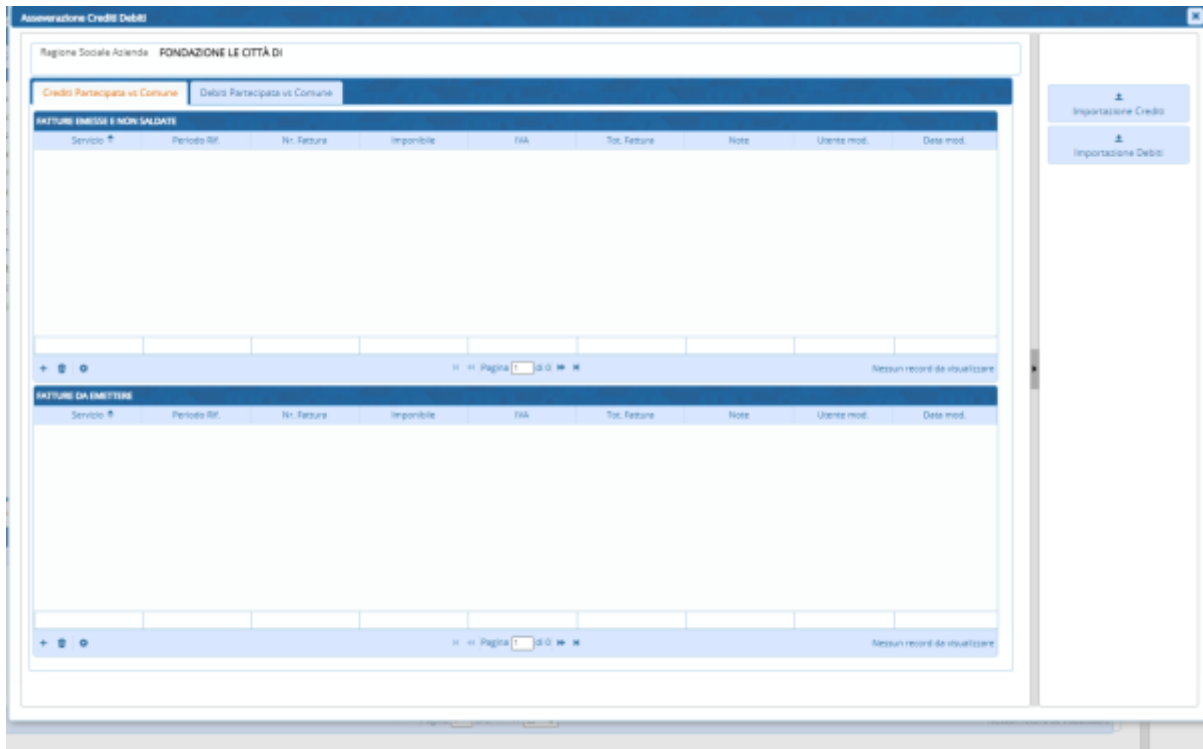 Asseverazione Crediti Debiti
Ragione Sociale Azienda FONDAZIONE LE CITTÀ DI
Crediti Partecipata vs Comune Debiti Partecipata vs Comune
FATTURE EMESSE E NON SALDATE
Servizio Periodo Rif. Nr. Fattura Imponibile IVA Tot. Fattura Note Utente mod. Data mod.
Pagina 1 di 0 Nessun record da visualizzare
FATTURE DA EMETTERE
Servizio Periodo Rif. Nr. Fattura Imponibile IVA Tot. Fattura Note Utente mod. Data mod.
Pagina 1 di 0 Nessun record da visualizzare
Importazione Crediti
Importazione Debiti